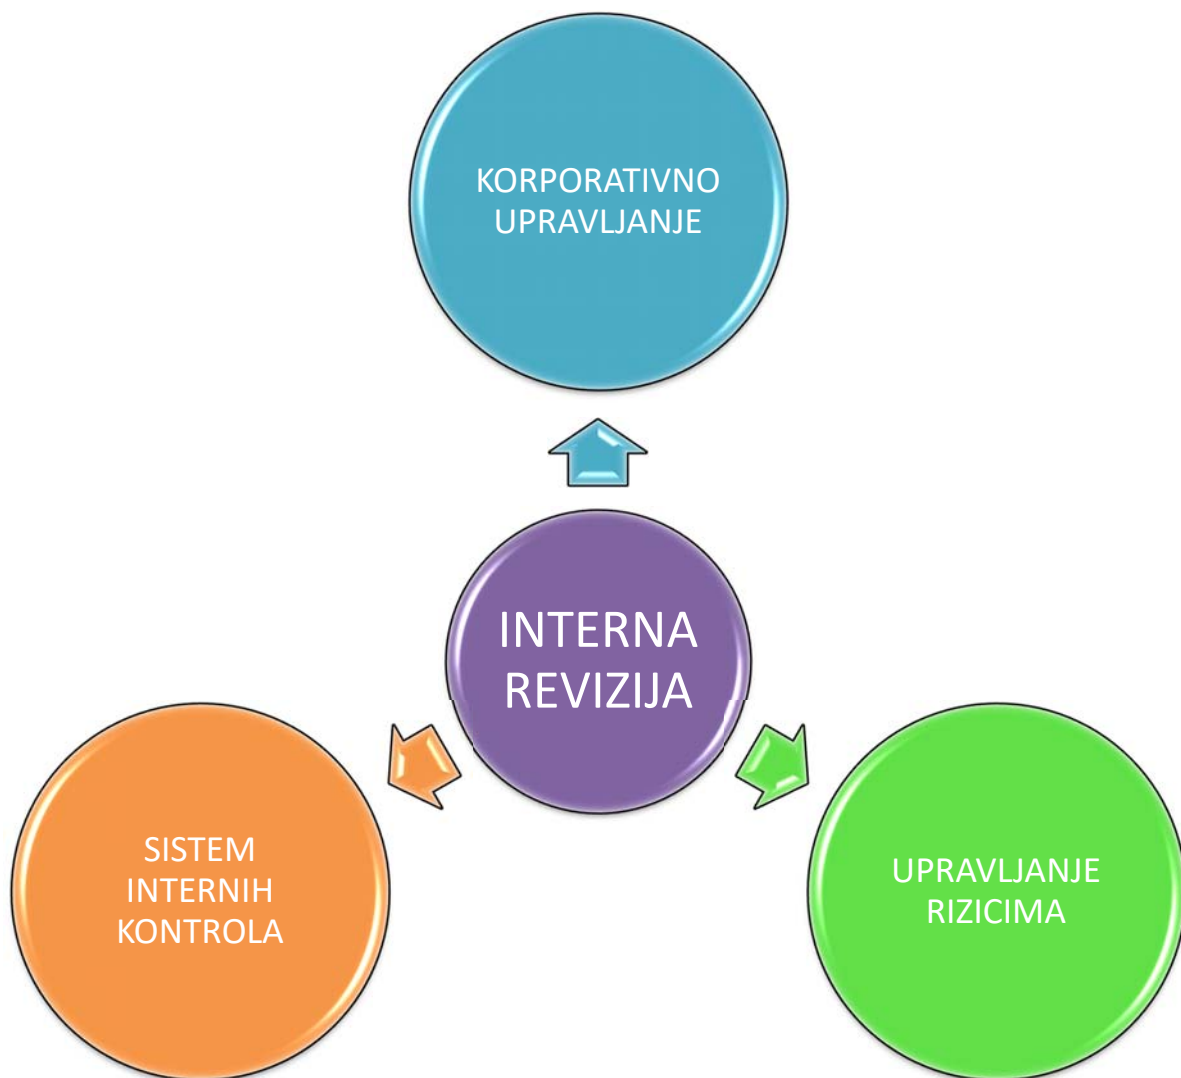 KORPORATIVNO
UPRAVLJANJE
INTERNA
REVIZIJA
SISTEM
INTERNIH
KONTROLA
UPRAVLJANJE
RIZICIMA